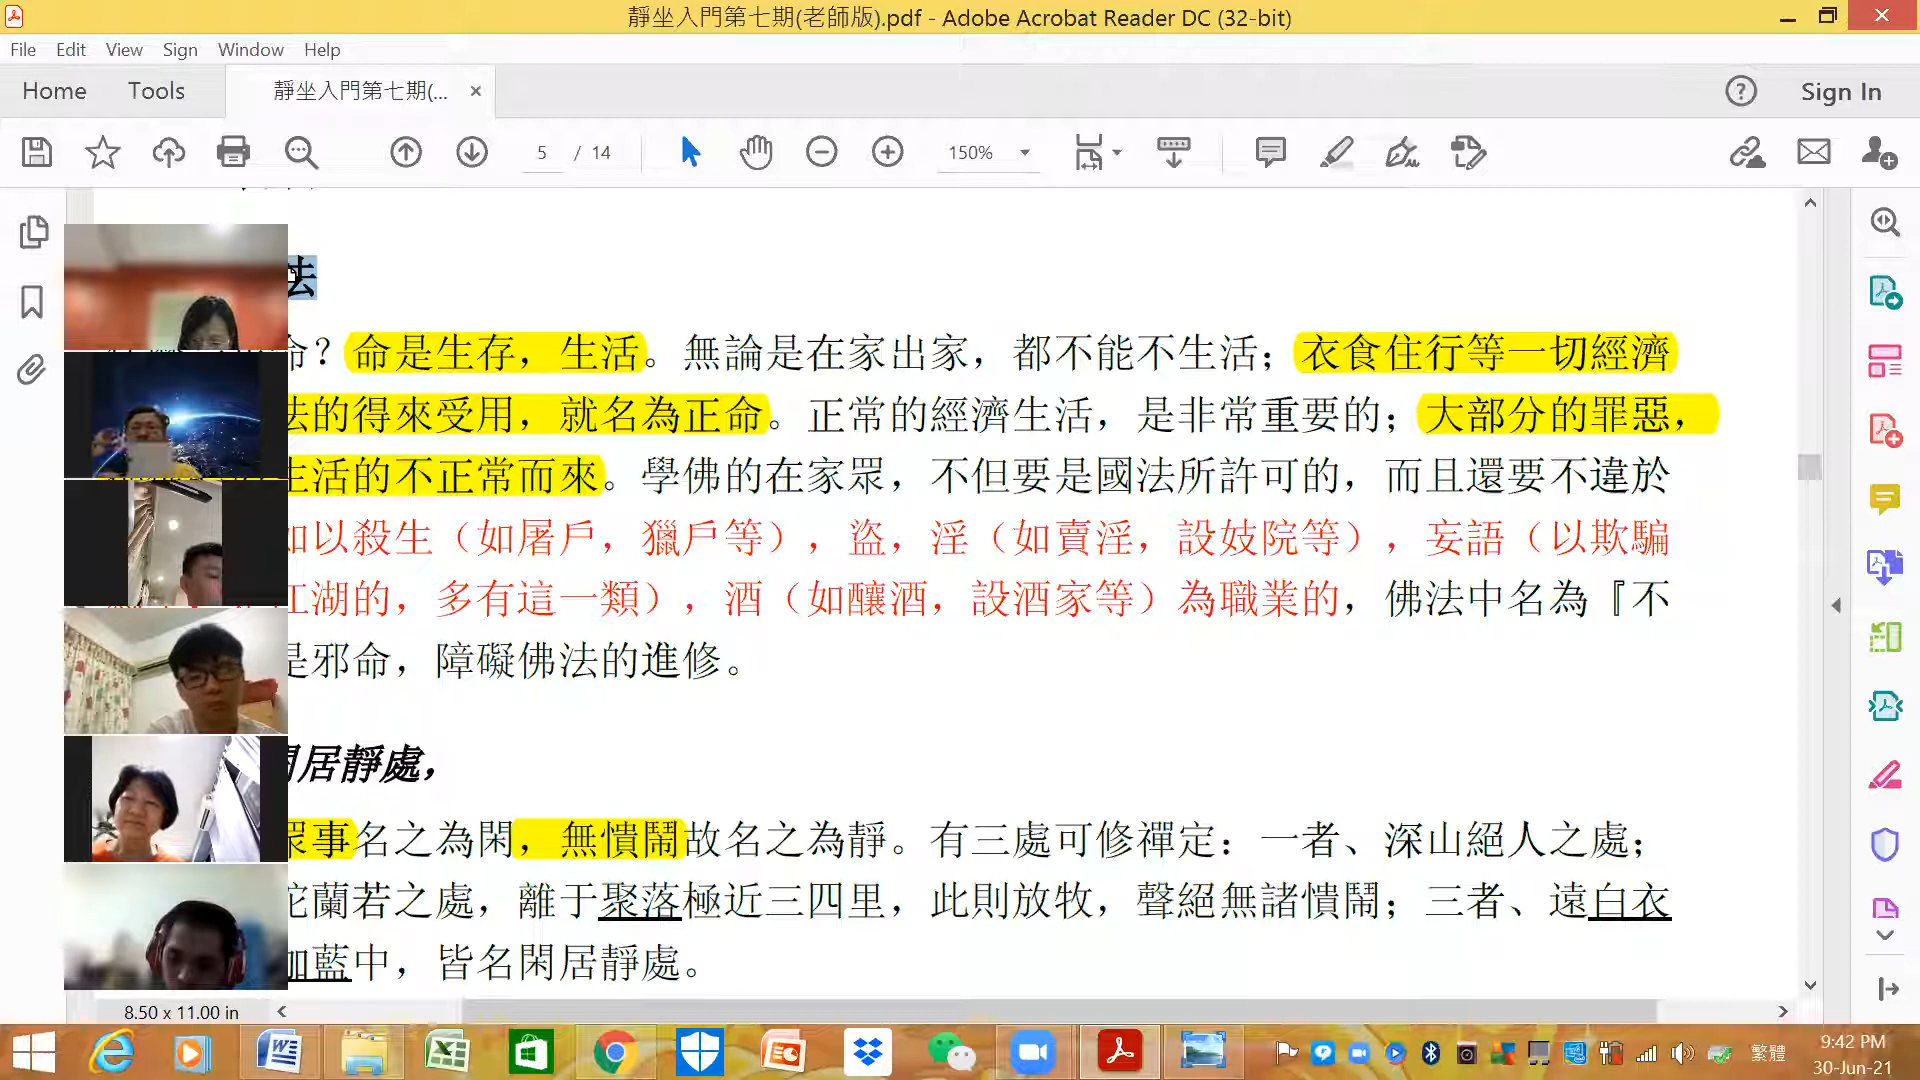 靜坐入門第七期(老師版).pdf - Adobe Acrobat Reader DC (32-bit)
File Edit View Sign Window Help
Home Tools 靜坐入門第七期(... × Sign In
5 / 14 150%
法
命？命是生存，生活。無論是在家出家，都不能不生活；衣食住行等一切經濟
法的得來受用，就名為正命。正常的經濟生活，是非常重要的；大部分的罪惡，
生活的不正常而來。學佛的在家眾，不但要是國法所許可的，而且還要不違於
如以殺生（如屠戶，獵戶等），盜，淫（如賣淫，設妓院等），妄語（以欺騙
江湖的，多有這一類），酒（如釀酒，設酒家等）為職業的，佛法中名為『不
是邪命，障礙佛法的進修。
閑居靜處，
眾事名之為閑，無憒鬧故名之為靜。有三處可修禪定：一者、深山絕人之處；
陀蘭若之處，離于聚落極近三四里，此則放牧，聲絕無諸憒鬧；三者、遠白衣
伽藍中，皆名閑居靜處。
8.50 x 11.00 in
繁體
9:42 PM
30-Jun-21